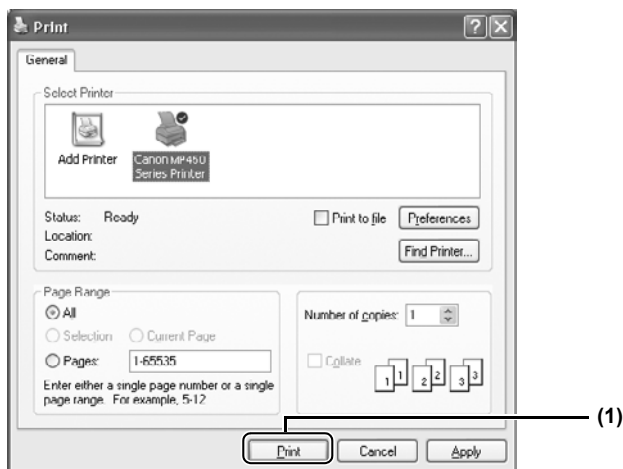 Print
General
Select Printer
Add Printer
Canon MP450
Series Printer
Status: Ready
Location:
Comment:
Print to file
Preferences
Find Printer...
Page Range
All
Selection Current Page
Pages: 1-65535
Enter either a single page number or a single
page range. For example, 5-12
Number of copies: 1
Collate
1 1 2 2 3 3
(1)
Print Cancel Apply